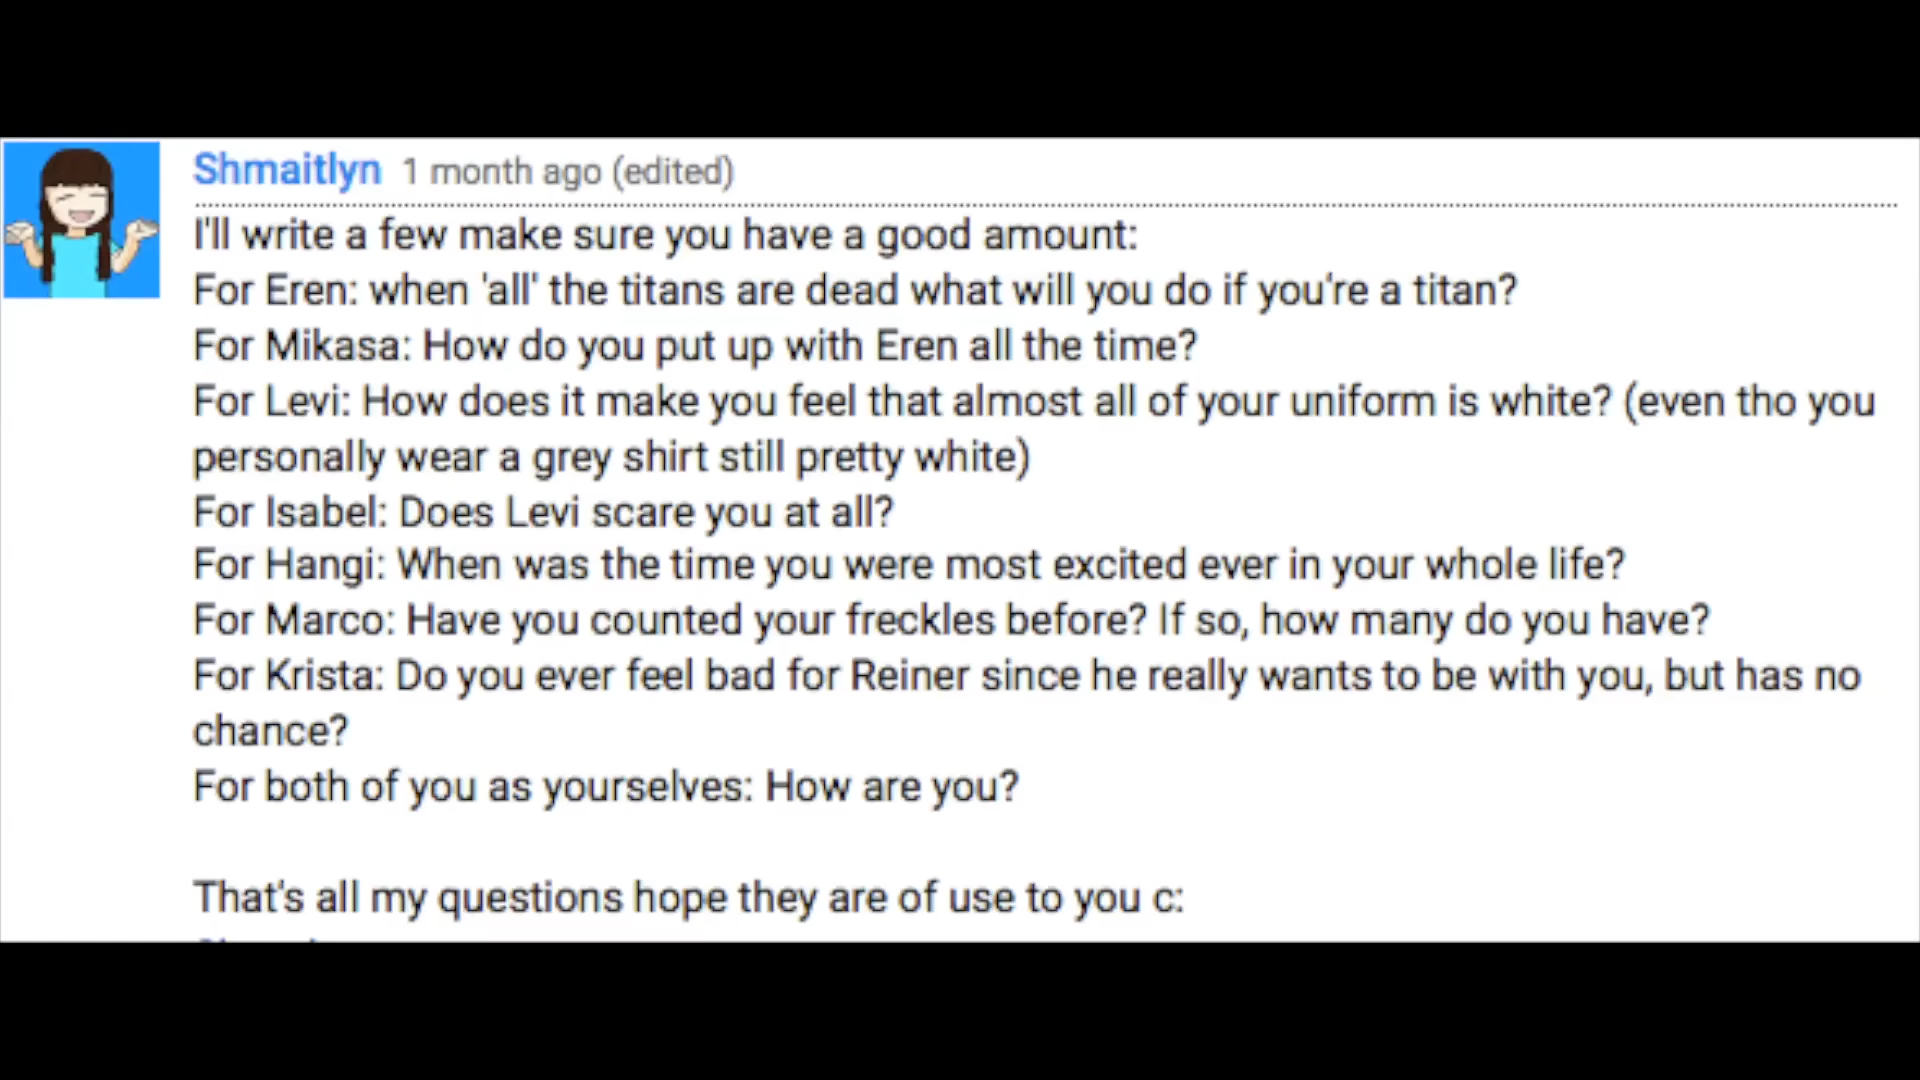 Shmaitlyn 1 month ago (edited)
I'll write a few make sure you have a good amount:
For Eren: when 'all' the titans are dead what will you do if you're a titan?
For Mikasa: How do you put up with Eren all the time?
For Levi: How does it make you feel that almost all of your uniform is white? (even tho you
personally wear a grey shirt still pretty white)
For Isabel: Does Levi scare you at all?
For Hangi: When was the time you were most excited ever in your whole life?
For Marco: Have you counted your freckles before? If so, how many do you have?
For Krista: Do you ever feel bad for Reiner since he really wants to be with you, but has no
chance?
For both of you as yourselves: How are you?
That's all my questions hope they are of use to you c: